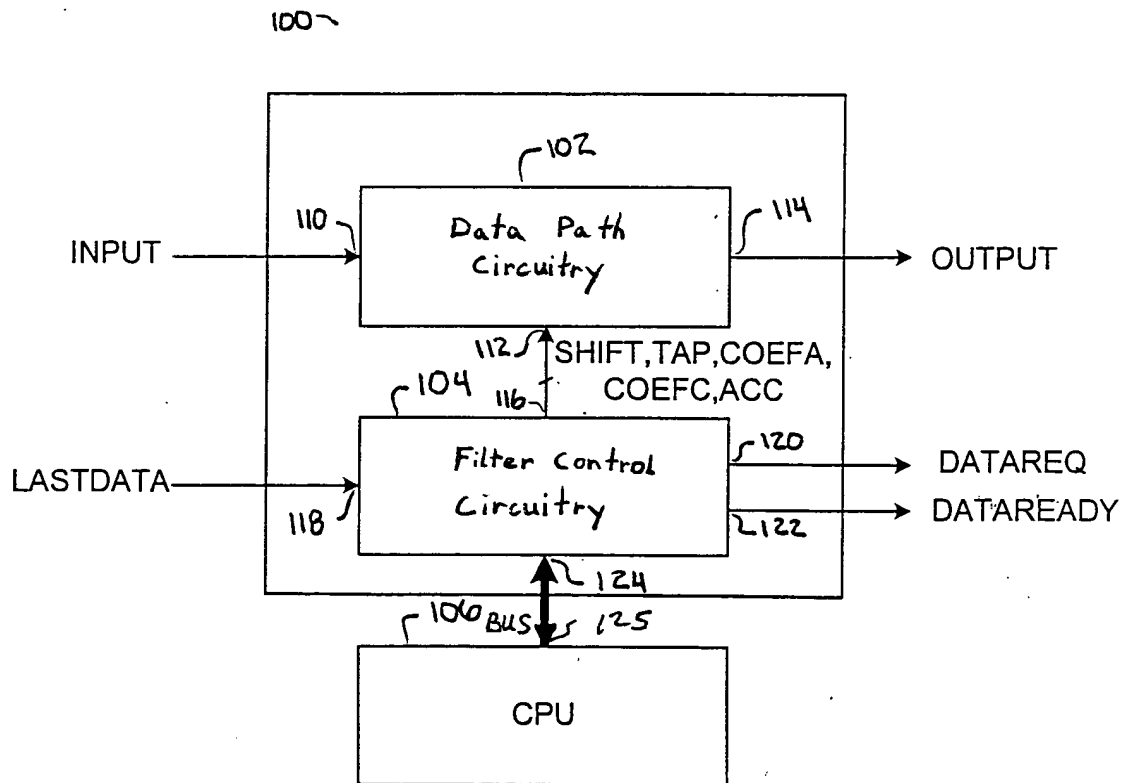 100
102
110
Data Path
Circuitry
114
INPUT
OUTPUT
112
SHIFT,TAP,COEFA,
COEFC,ACC
104
116
120
Filter Control
Circuitry
DATAREQ
LASTDATA
118
122
DATAREADY
124
106
BUS
125
CPU